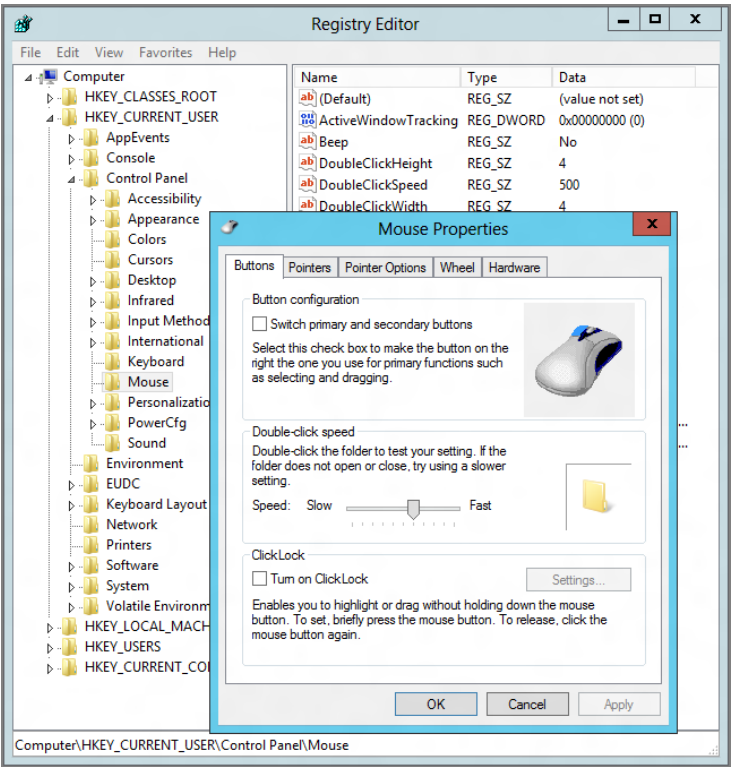 Registry Editor
File Edit View Favorites Help
Computer
HKEY_CLASSES_ROOT
HKEY_CURRENT_USER
AppEvents
Console
Control Panel
Accessibility
Appearance
Colors
Cursors
Desktop
Infrared
Input Method
International
Keyboard
Mouse
Personalizatio
PowerCfg
Sound
Environment
EUDC
Keyboard Layout
Network
Printers
Software
System
Volatile Environm
HKEY_LOCAL_MACH
HKEY_USERS
HKEY_CURRENT_COI
Name Type Data
(Default) REG_SZ (value not set)
ActiveWindowTracking REG_DWORD 0x00000000 (0)
Beep REG_SZ No
DoubleClickHeight REG_SZ 4
DoubleClickSpeed REG_SZ 500
DoubleClickWidth REG_SZ 4
Mouse Properties
Buttons Pointers Pointer Options Wheel Hardware
Button configuration
Switch primary and secondary buttons
Select this check box to make the button on the
right the one you use for primary functions such
as selecting and dragging.
Double-click speed
Double-click the folder to test your setting. If the
folder does not open or close, try using a slower
setting.
Speed: Slow Fast
ClickLock
Turn on ClickLock
Settings...
Enables you to highlight or drag without holding down the mouse
button. To set, briefly press the mouse button. To release, click the
mouse button again.
OK Cancel Apply
...
...
Computer\HKEY_CURRENT_USER\Control Panel\Mouse